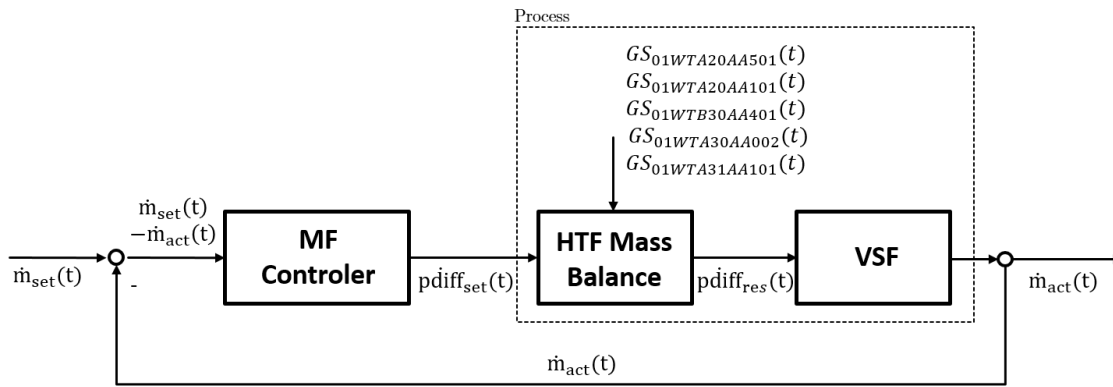 Process
GS₀₁WTA20AA501(t)
GS₀₁WTA20AA101(t)
GS₀₁WTB30AA401(t)
GS₀₁WTA30AA002(t)
GS₀₁WTA31AA101(t)
ṁset(t)
−ṁact(t)
ṁset(t)
-
MF
Controler
pdiffset(t)
HTF Mass
Balance
pdiffres(t)
VSF
ṁact(t)
ṁact(t)